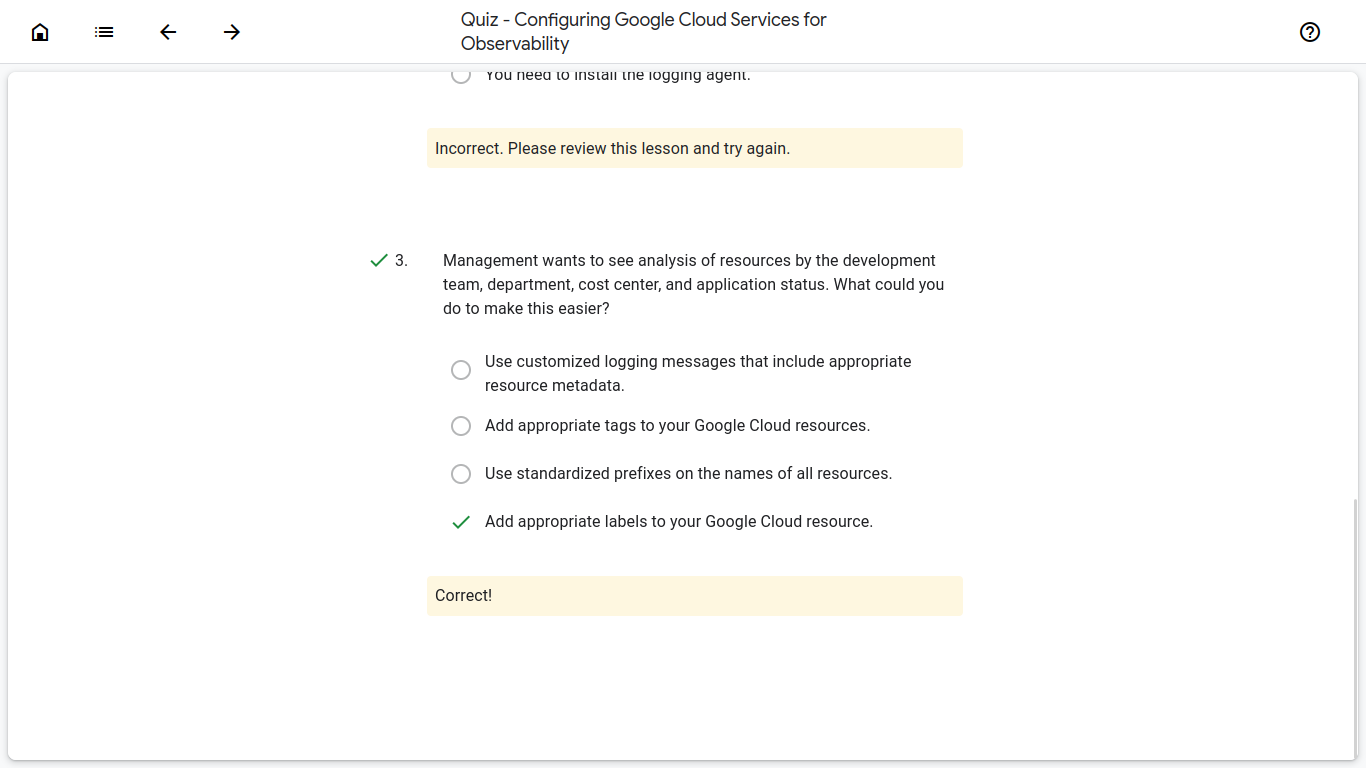 Quiz - Configuring Google Cloud Services for
Observability
You need to install the logging agent.
Incorrect. Please review this lesson and try again.
3.
Management wants to see analysis of resources by the development
team, department, cost center, and application status. What could you
do to make this easier?
Use customized logging messages that include appropriate
resource metadata.
Add appropriate tags to your Google Cloud resources.
Use standardized prefixes on the names of all resources.
Add appropriate labels to your Google Cloud resource.
Correct!